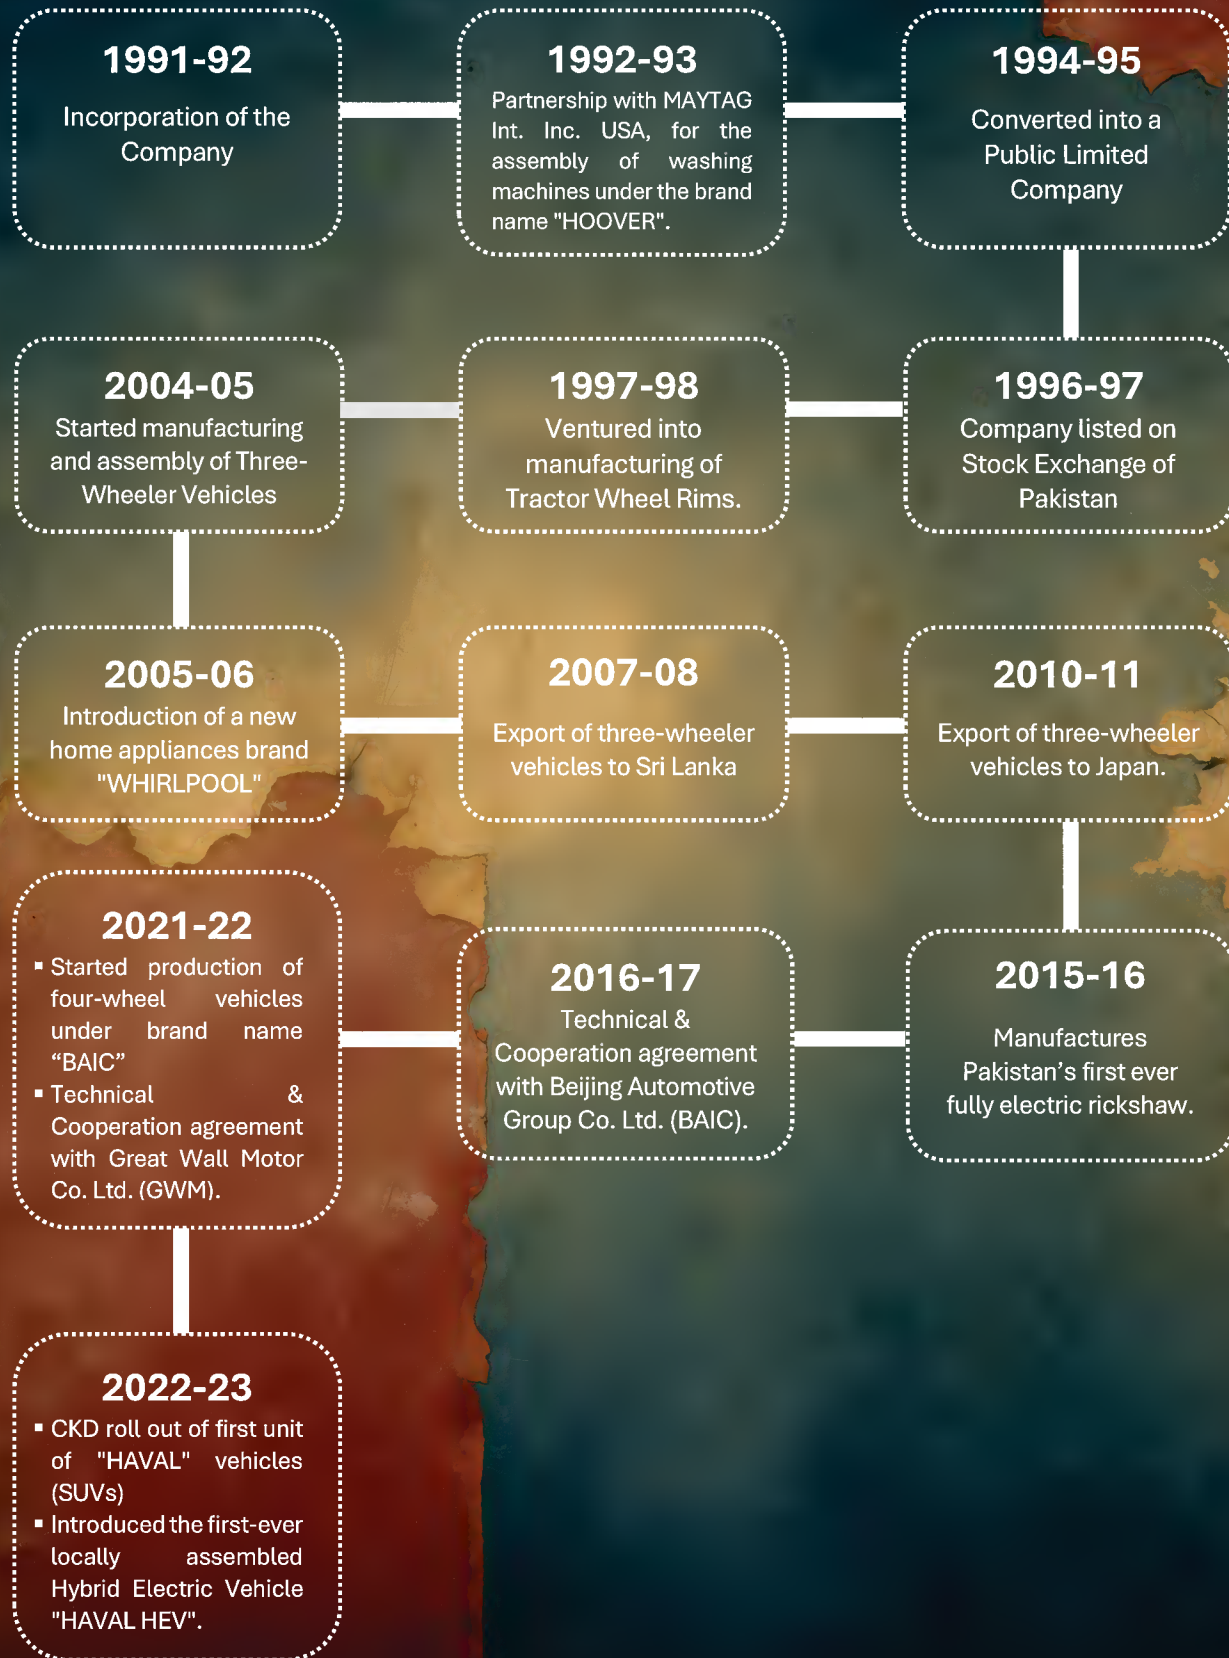 1991-92
Incorporation of the
Company
1992-93
Partnership with MAYTAG
Int. Inc. USA, for the
assembly of washing
machines under the brand
name "HOOVER".
1994-95
Converted into a
Public Limited
Company
1996-97
Company listed on
Stock Exchange of
Pakistan
1997-98
Ventured into
manufacturing of
Tractor Wheel Rims.
2004-05
Started manufacturing
and assembly of Three-
Wheeler Vehicles
2005-06
Introduction of a new
home appliances brand
"WHIRLPOOL"
2007-08
Export of three-wheeler
vehicles to Sri Lanka
2010-11
Export of three-wheeler
vehicles to Japan.
2015-16
Manufactures
Pakistan’s first ever
fully electric rickshaw.
2016-17
Technical &
Cooperation agreement
with Beijing Automotive
Group Co. Ltd. (BAIC).
2021-22
▪ Started production of
four-wheel vehicles
under brand name
“BAIC”
▪ Technical &
Cooperation agreement
with Great Wall Motor
Co. Ltd. (GWM).
2022-23
▪ CKD roll out of first unit
of "HAVAL" vehicles
(SUVs)
▪ Introduced the first-ever
locally assembled
Hybrid Electric Vehicle
"HAVAL HEV".